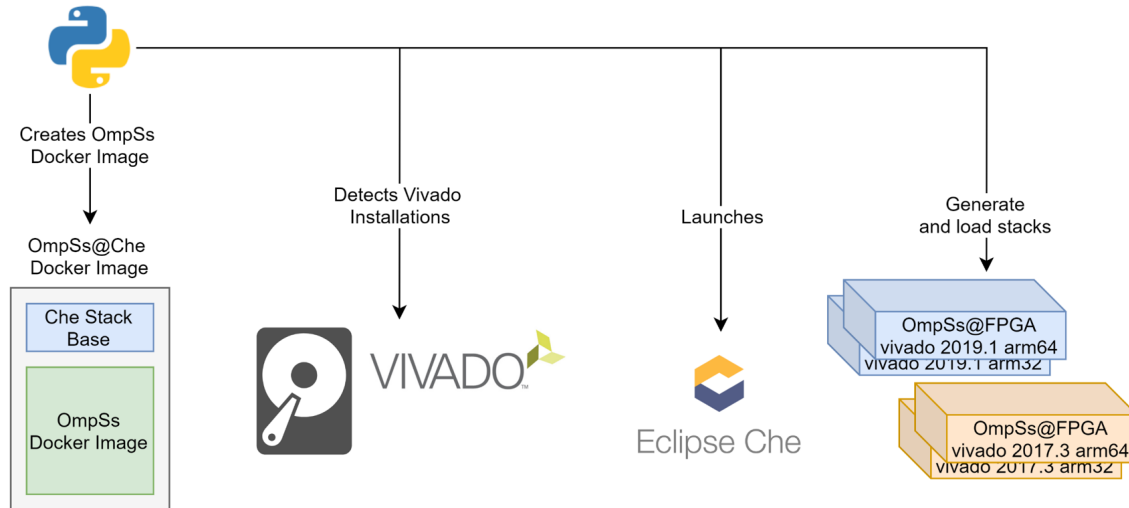 Creates OmpSs
Docker Image
Detects Vivado
Installations
Launches
Generate
and load stacks
OmpSs@Che
Docker Image
Che Stack
Base
OmpSs
Docker Image
VIVADO™
Eclipse Che
OmpSs@FPGA
vivado 2019.1 arm64
vivado 2019.1 arm32
OmpSs@FPGA
vivado 2017.3 arm64
vivado 2017.3 arm32